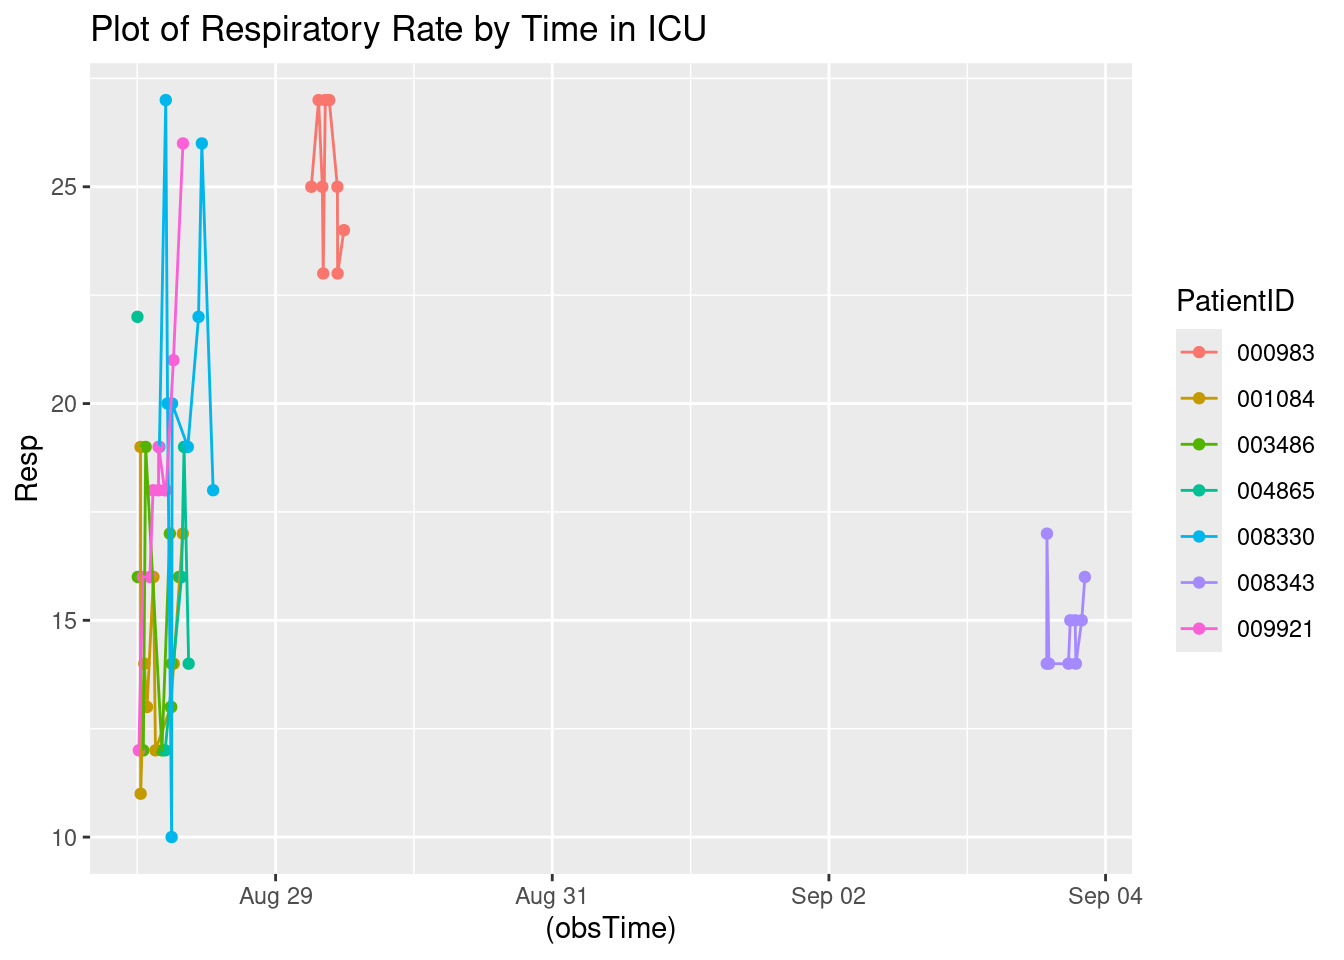 Plot of Respiratory Rate by Time in ICU
25
20
15
10
Resp
Aug 29
Aug 31
Sep 02
Sep 04
(obsTime)
PatientID
000983
001084
003486
004865
008330
008343
009921